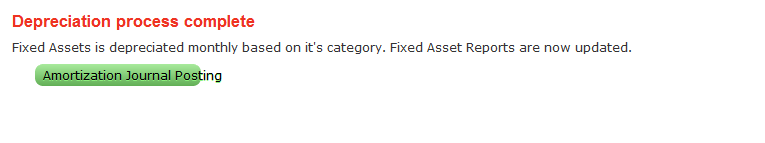 Depreciation process complete
Fixed Assets is depreciated monthly based on it's category. Fixed Asset Reports are now updated.
Amortization Journal Posting